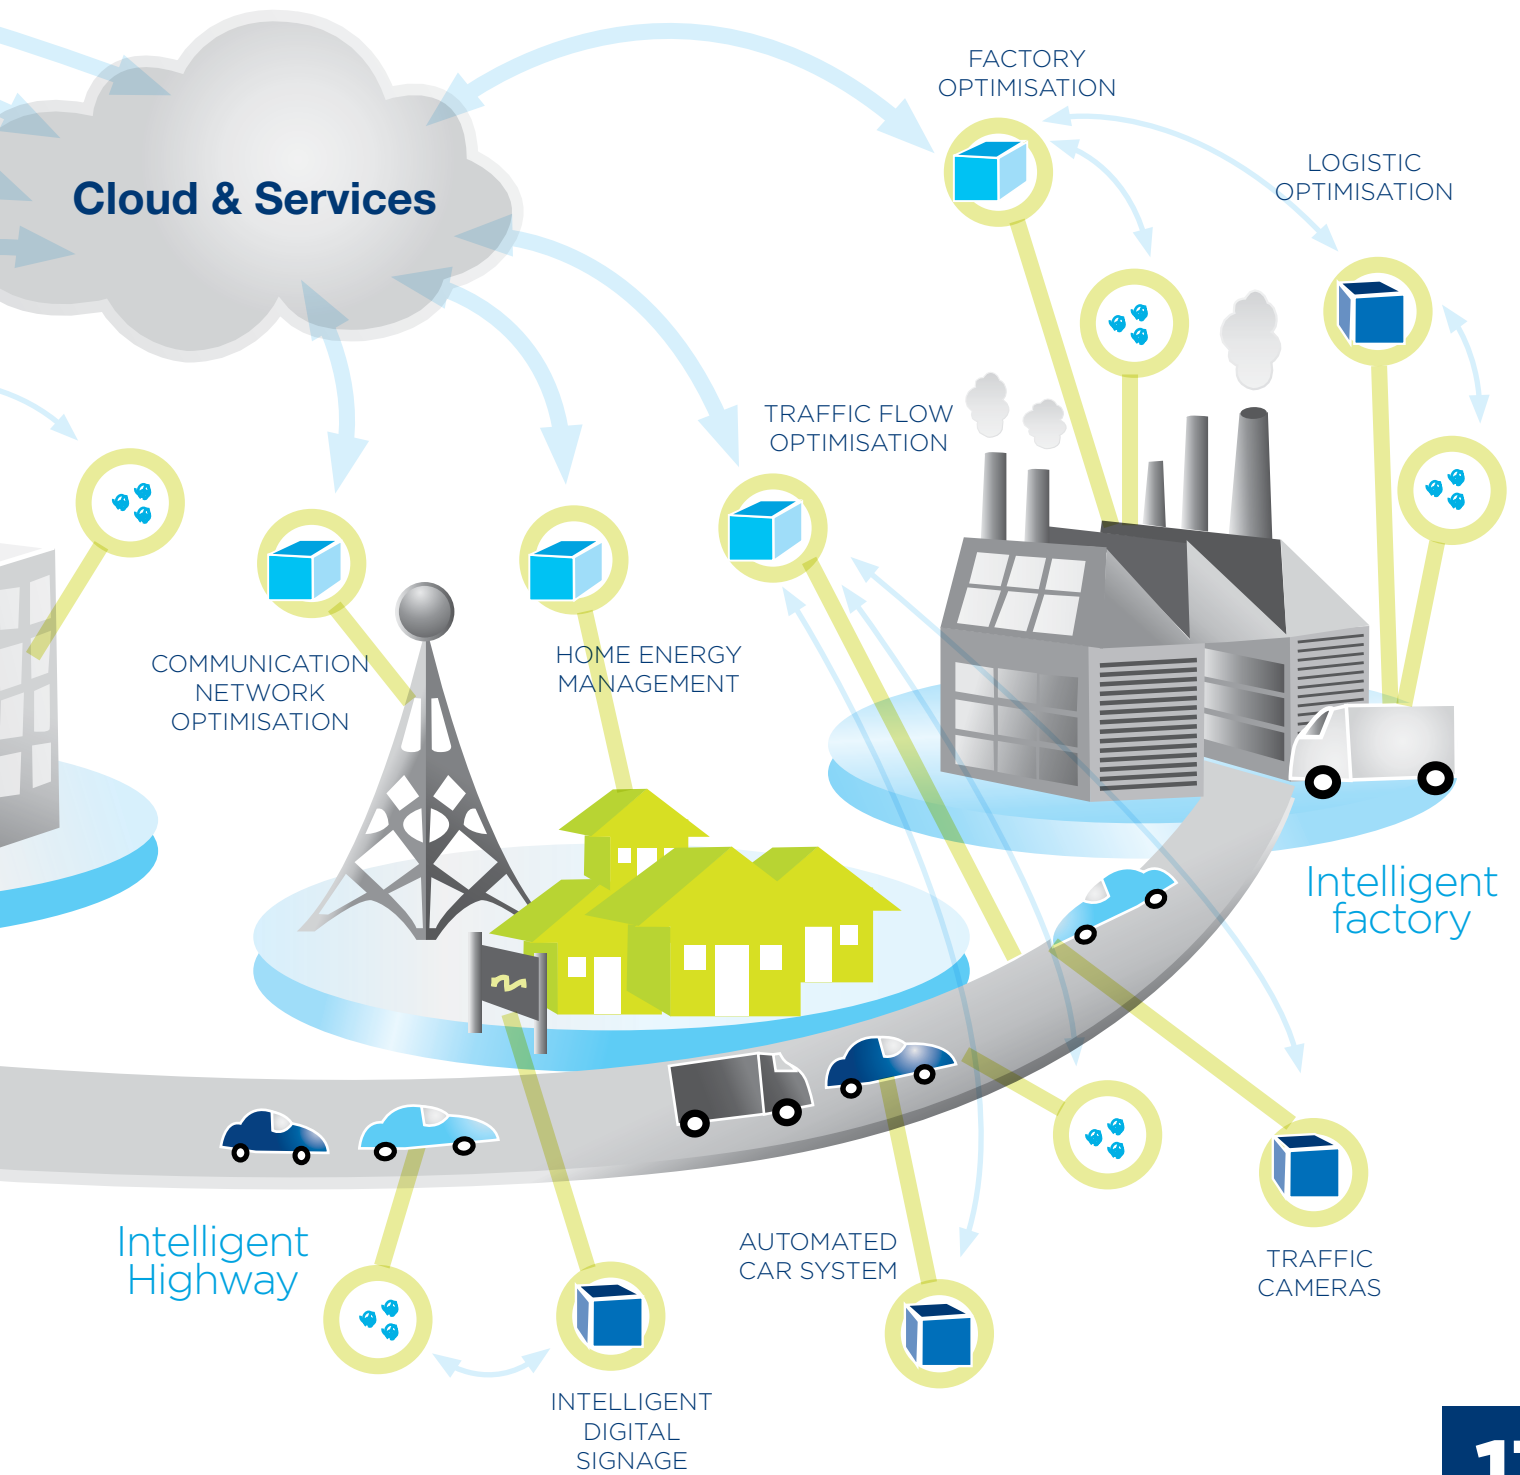 FACTORY
OPTIMISATION
LOGISTIC
OPTIMISATION
Cloud & Services
TRAFFIC FLOW
OPTIMISATION
COMMUNICATION
NETWORK
OPTIMISATION
HOME ENERGY
MANAGEMENT
Intelligent
factory
Intelligent
Highway
AUTOMATED
CAR SYSTEM
TRAFFIC
CAMERAS
INTELLIGENT
DIGITAL
SIGNAGE